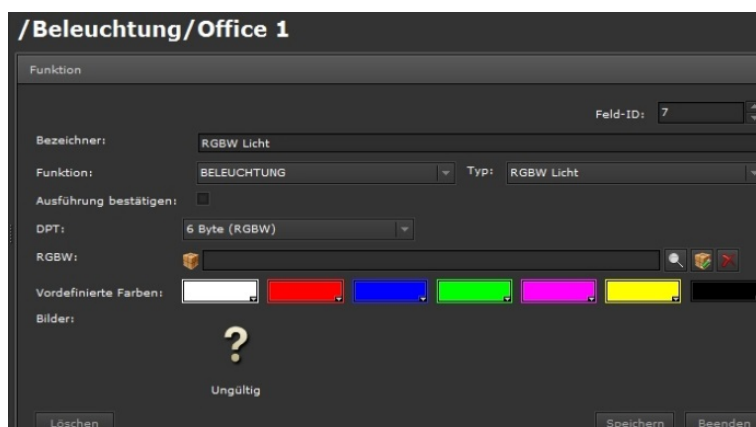 /Beleuchtung/Office 1
Funktion
Feld-ID: 7
Bezeichner: RGBW Licht
Funktion: BELEUCHTUNG Typ: RGBW Licht
Ausführung bestätigen:
DPT: 6 Byte (RGBW)
RGBW:
Vordefinierte Farben:
Bilder:
?
Ungültig
Löschen Speichern Beenden